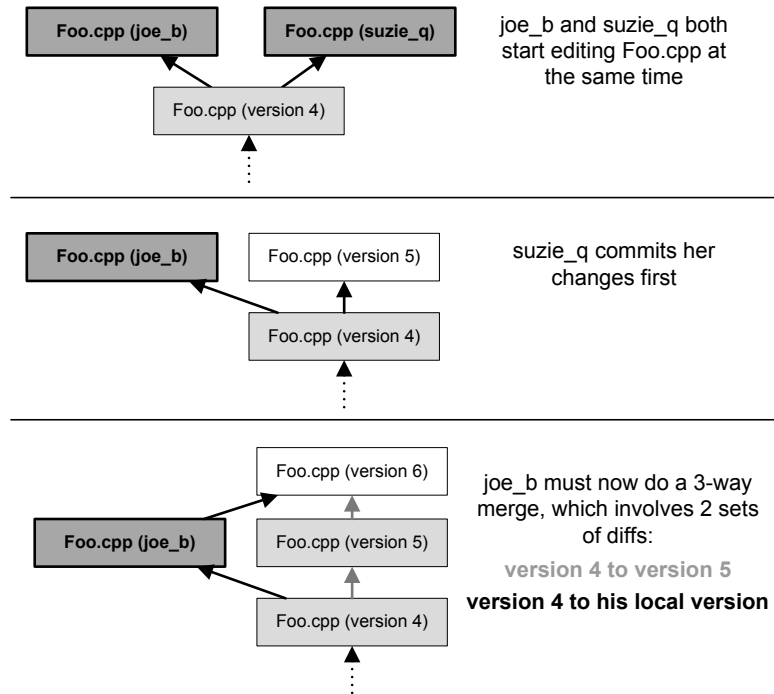 Foo.cpp (joe_b)
Foo.cpp (suzie_q)
Foo.cpp (version 4)
joe_b and suzie_q both
start editing Foo.cpp at
the same time
Foo.cpp (joe_b)
Foo.cpp (version 5)
Foo.cpp (version 4)
suzie_q commits her
changes first
Foo.cpp (version 6)
Foo.cpp (joe_b)
Foo.cpp (version 5)
Foo.cpp (version 4)
joe_b must now do a 3-way
merge, which involves 2 sets
of diffs:
version 4 to version 5
version 4 to his local version